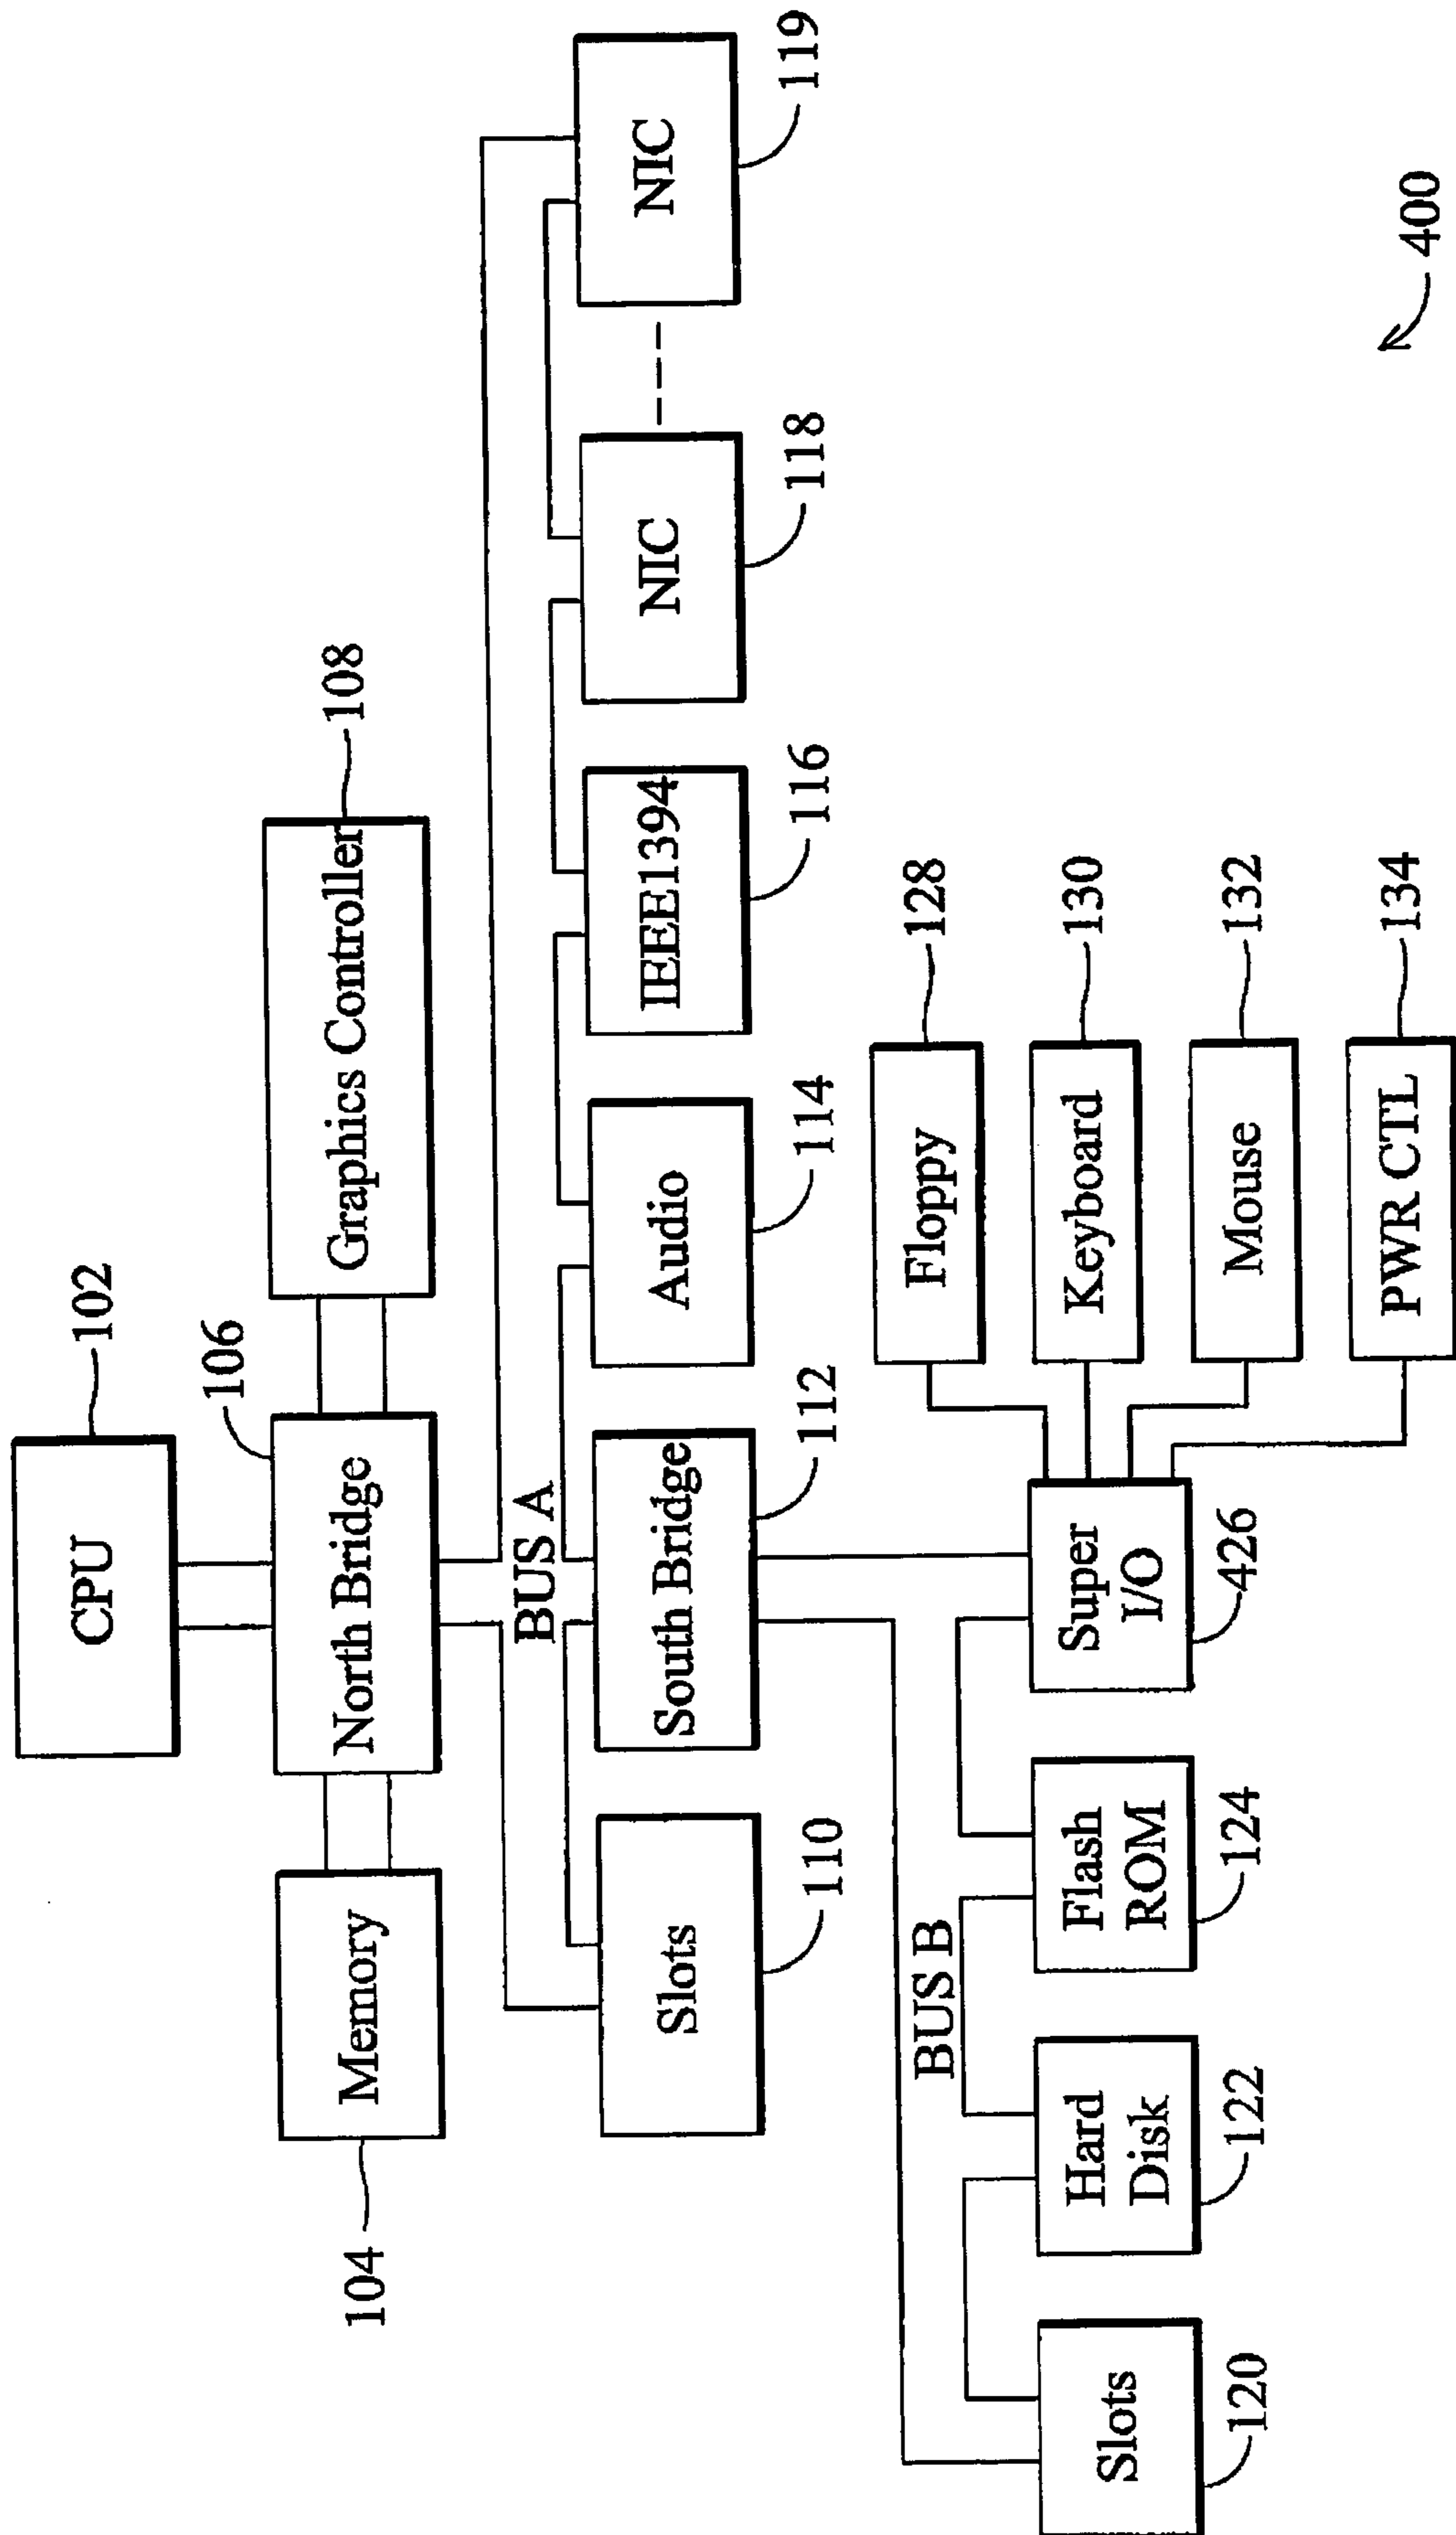 CPU
102
104
Memory
North Bridge
106
Graphics Controller
108
BUS A
Slots
110
South Bridge
112
Audio
114
IEEE1394
116
NIC
118
NIC
119
BUS B
Slots
120
Hard
Disk
122
Flash
ROM
124
Super
I/O
426
Floppy
128
Keyboard
130
Mouse
132
PWR CTL
134
400